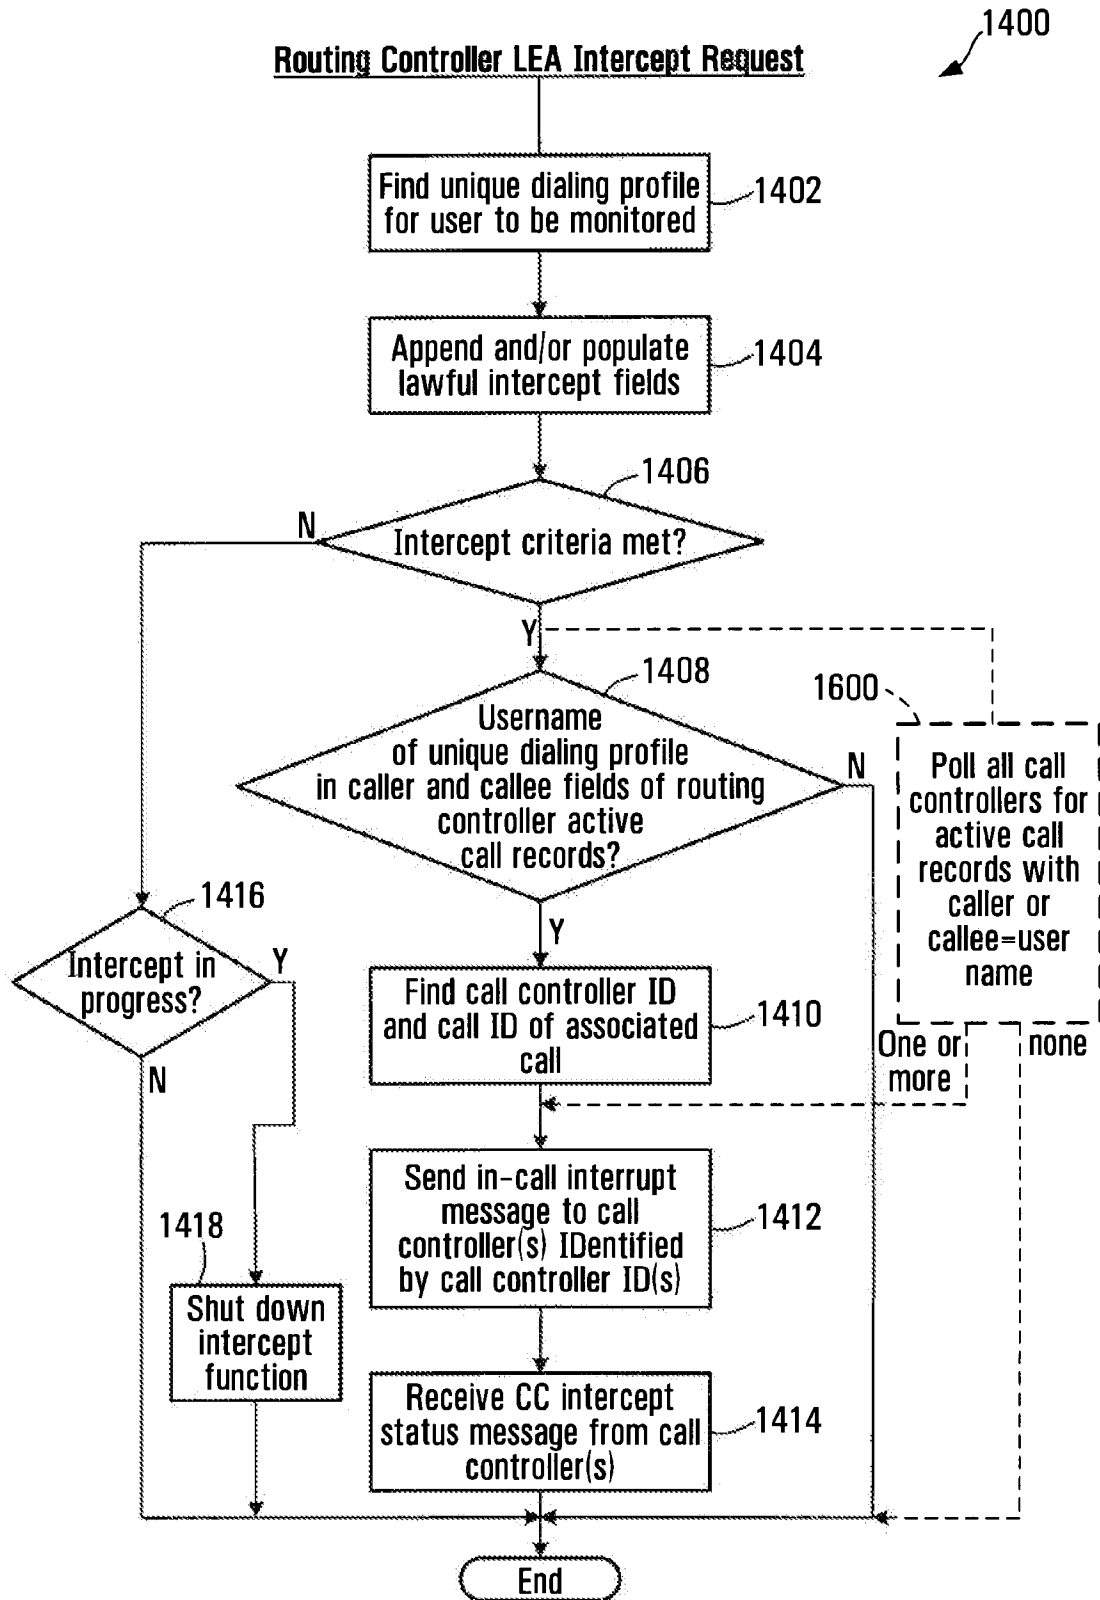 1400
Routing Controller LEA Intercept Request
Find unique dialing profile
for user to be monitored
1402
Append and/or populate
lawful intercept fields
1404
1406
N
Intercept criteria met?
Y
1408
1600
Username
of unique dialing profile
in caller and callee fields of routing
controller active
call records?
N
Poll all call
controllers for
active call
records with
caller or
callee=user
name
1416
Intercept in
progress?
Y
N
Y
Find call controller ID
and call ID of associated
call
1410
One or
more
none
Send in-call interrupt
message to call
controller(s) IDentified
by call controller ID(s)
1412
1418
Shut down
intercept
function
Receive CC intercept
status message from call
controller(s)
1414
End